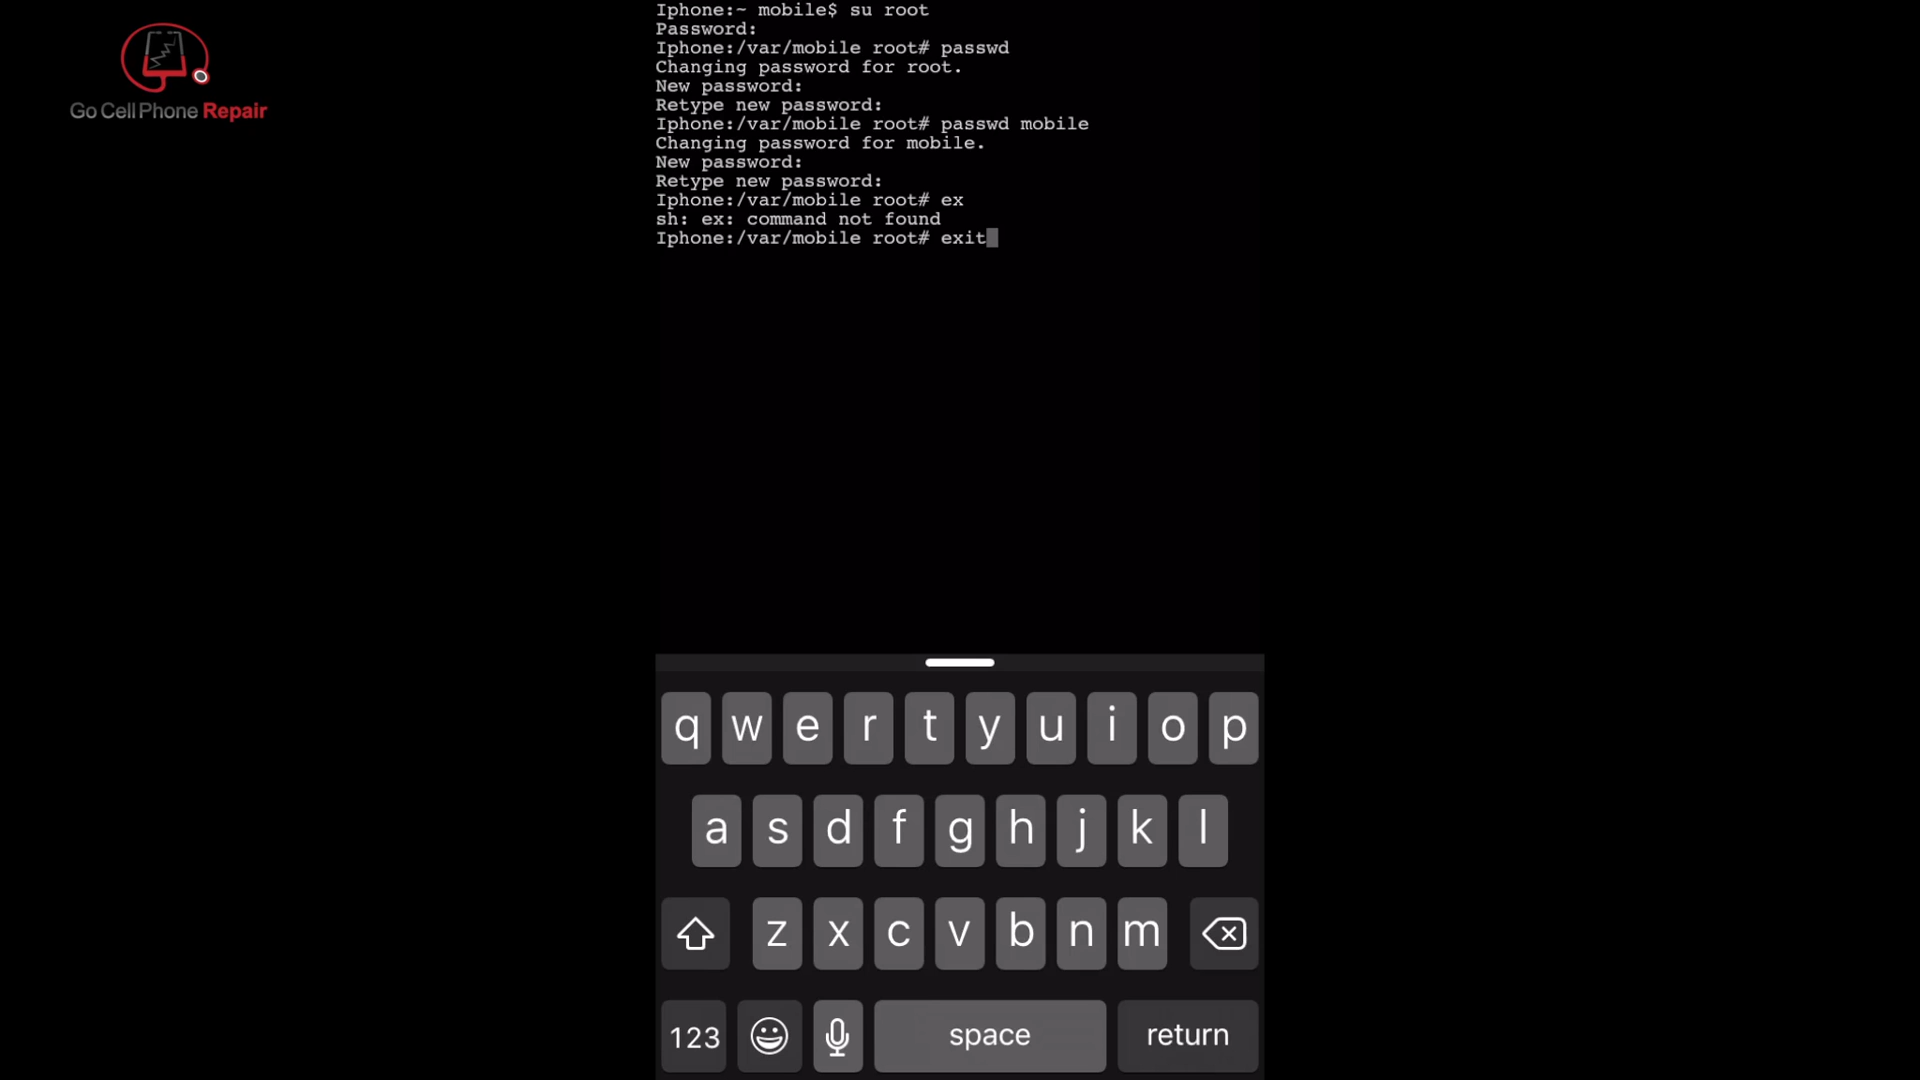 Go Cell Phone Repair
Iphone:~ mobile$ su root
Password:
Iphone:/var/mobile root# passwd
Changing password for root.
New password:
Retype new password:
Iphone:/var/mobile root# passwd mobile
Changing password for mobile.
New password:
Retype new password:
Iphone:/var/mobile root# ex
sh: ex: command not found
Iphone:/var/mobile root# exit
q w e r t y u i o p
a s d f g h j k l
z x c v b n m
123 space return